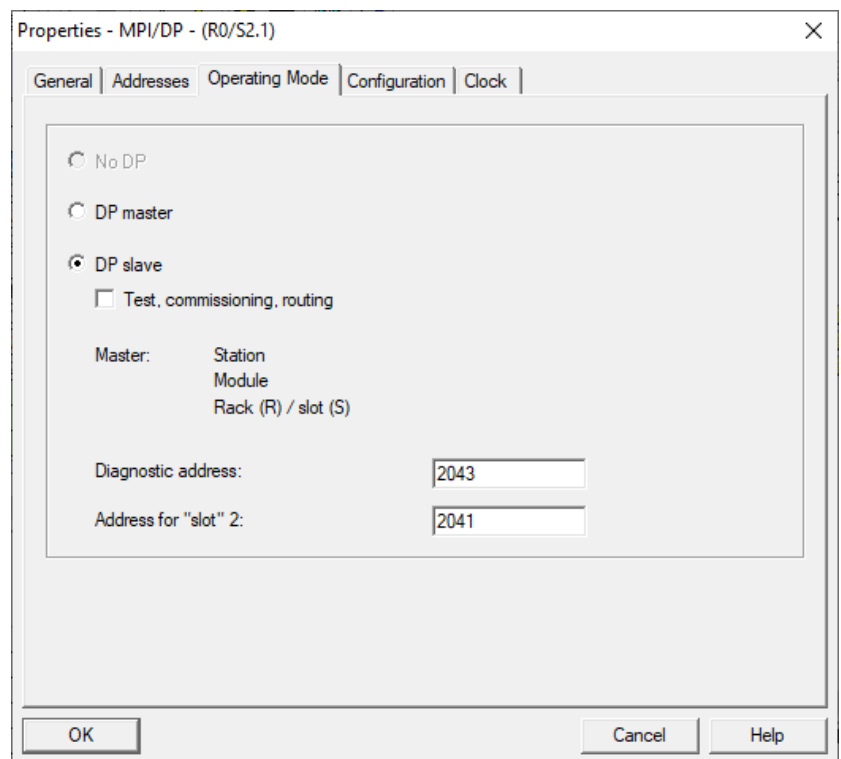 Properties - MPI/DP - (R0/S2.1)
General Addresses Operating Mode Configuration Clock
No DP
DP master
DP slave
Test, commissioning, routing
Master: Station
Module
Rack (R) / slot (S)
Diagnostic address: 2043
Address for "slot" 2: 2041
OK Cancel Help